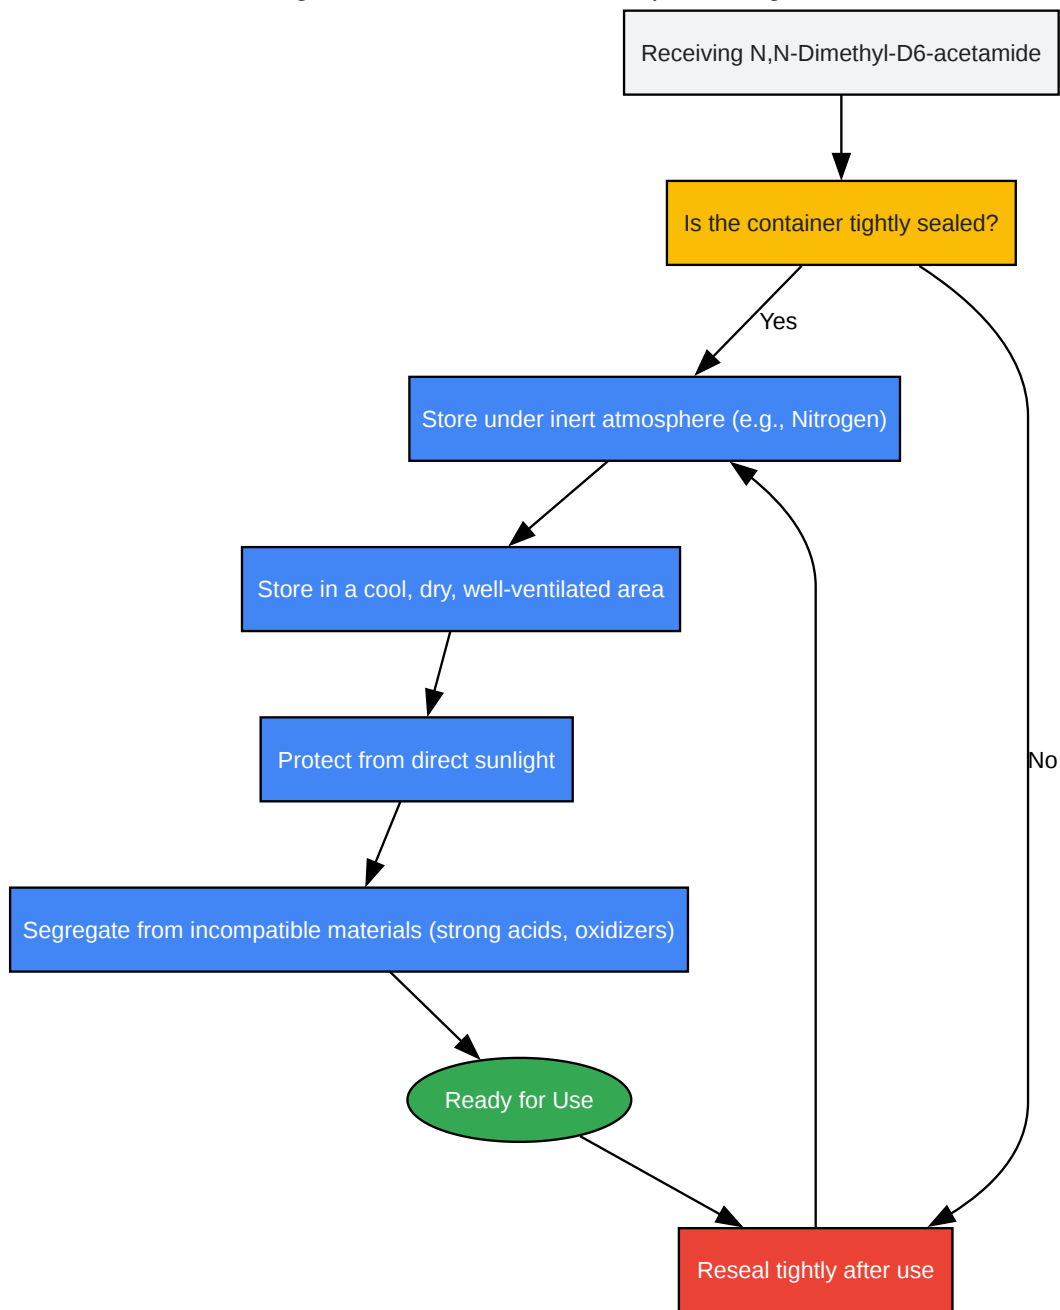 Receiving N,N-Dimethyl-D6-acetamide
Is the container tightly sealed?
Yes
Store under inert atmosphere (e.g., Nitrogen)
Store in a cool, dry, well-ventilated area
Protect from direct sunlight
No
Segregate from incompatible materials (strong acids, oxidizers)
Ready for Use
Reseal tightly after use